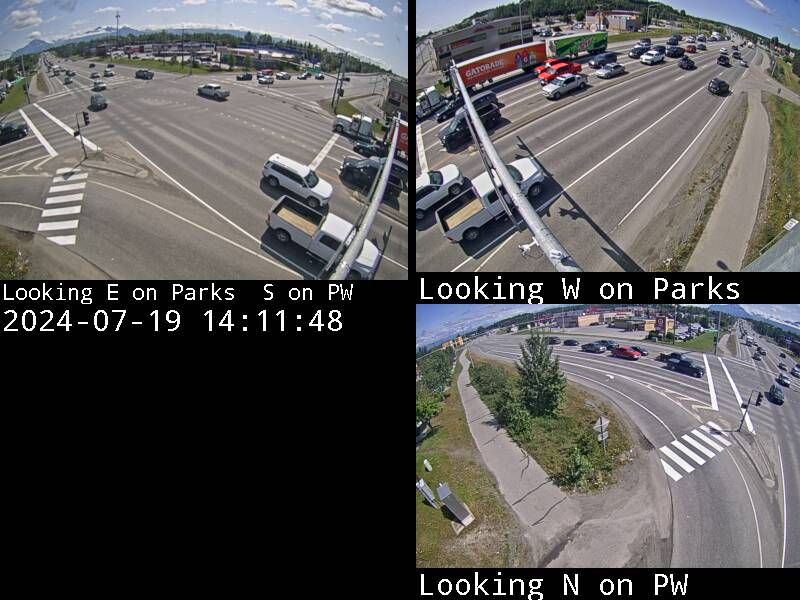 GATORADE
Looking E on Parks  S on PW
2024-07-19 14:11:48
Looking W on Parks
Looking N on PW